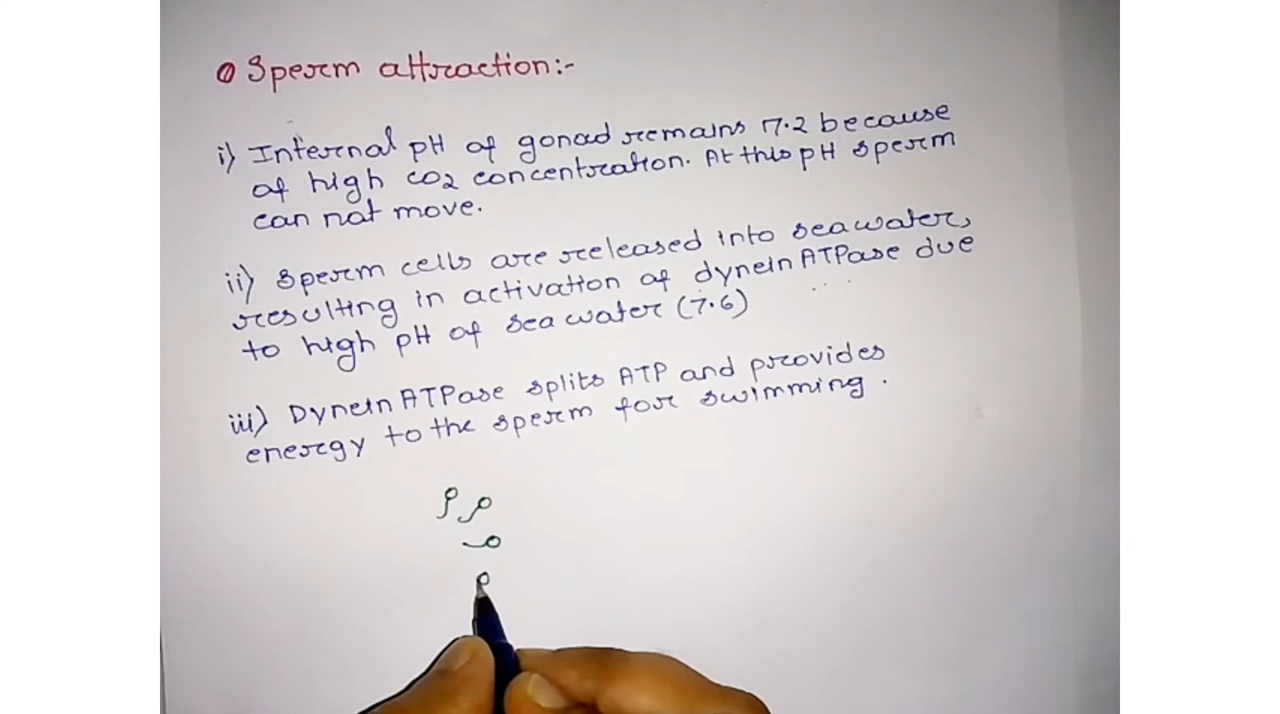 Sperm attraction:-
i) Internal pH of gonad remains 7.2 because
of high CO2 concentration. At this pH sperm
can not move.
ii) Sperm cells are released into seawater,
resulting in activation of dynein ATPase due
to high pH of sea water (7.6)
iii) Dynein ATPase splits ATP and provides
energy to the sperm for swimming.